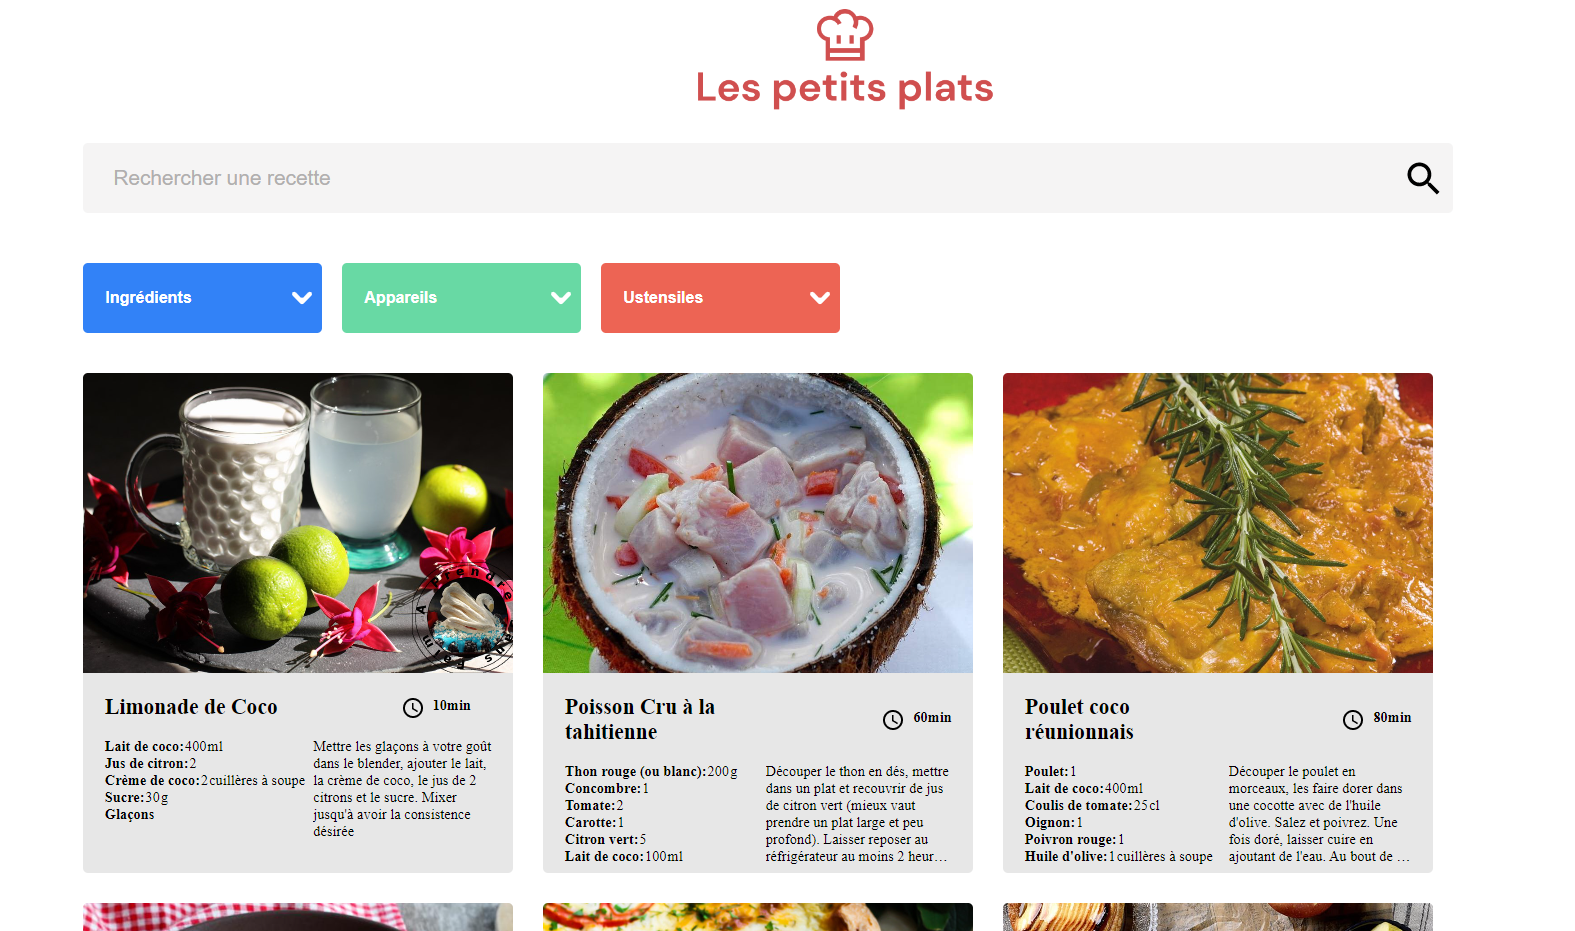 Les petits plats
Rechercher une recette
Ingrédients
Appareils
Ustensiles
Limonade de Coco
10min
Lait de coco:400ml
Jus de citron:2
Crème de coco:2cuillères à soupe
Sucre:30g
Glaçons
Mettre les glaçons à votre goût
dans le blender, ajouter le lait,
la crème de coco, le jus de 2
citrons et le sucre. Mixer
jusqu'à avoir la consistence
désirée
Poisson Cru à la
tahitienne
60min
Thon rouge (ou blanc):200g
Concombre:1
Tomate:2
Carotte:1
Citron vert:5
Lait de coco:100ml
Découper le thon en dés, mettre
dans un plat et recouvrir de jus
de citron vert (mieux vaut
prendre un plat large et peu
profond). Laisser reposer au
réfrigérateur au moins 2 heur…
Poulet coco
réunionnais
80min
Poulet:1
Lait de coco:400ml
Coulis de tomate:25cl
Oignon:1
Poivron rouge:1
Huile d'olive:1cuillères à soupe
Découper le poulet en
morceaux, les faire dorer dans
une cocotte avec de l'huile
d'olive. Salez et poivrez. Une
fois doré, laisser cuire en
ajoutant de l'eau. Au bout de …